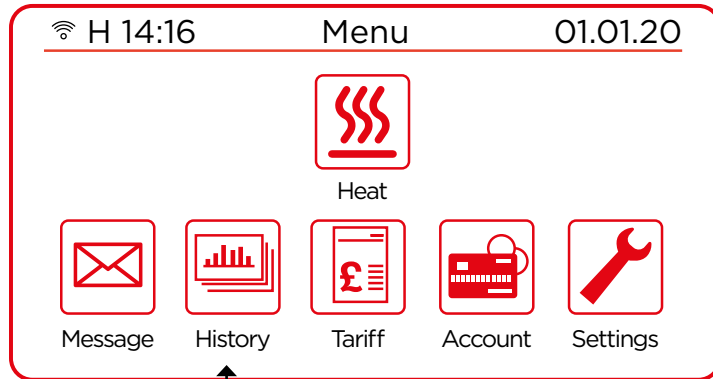 H 14:16 Menu 01.01.20
Heat
£
Message History Tariff Account Settings